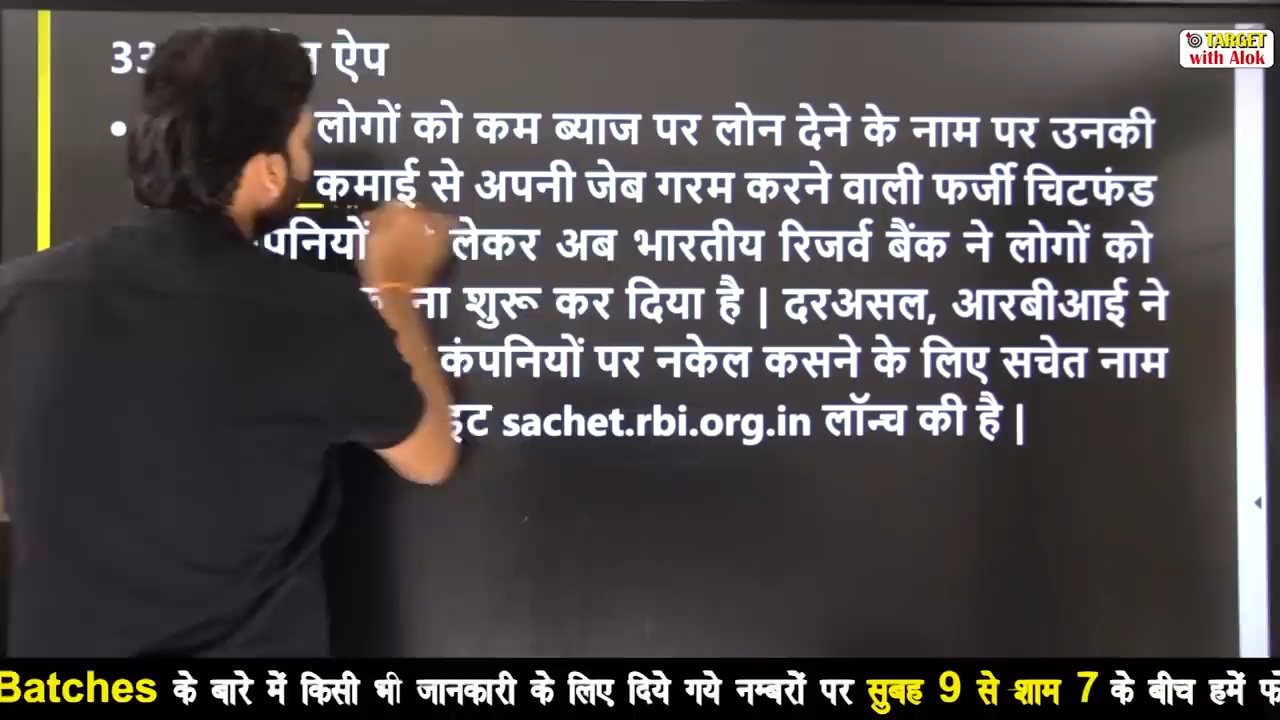 TARGET
with Alok
33 ऐप
• लोगों को कम ब्याज पर लोन देने के नाम पर उनकी
कमाई से अपनी जेब गरम करने वाली फर्जी चिटफंड
लेकर अब भारतीय रिजर्व बैंक ने लोगों को
शुरू कर दिया है | दरअसल, आरबीआई ने
कंपनियों पर नकेल कसने के लिए सचेत नाम
sachet.rbi.org.in लॉन्च की है |
Batches के बारे में किसी भी जानकारी के लिए दिये गये नम्बरों पर सुबह 9 से शाम 7 के बीच हमें